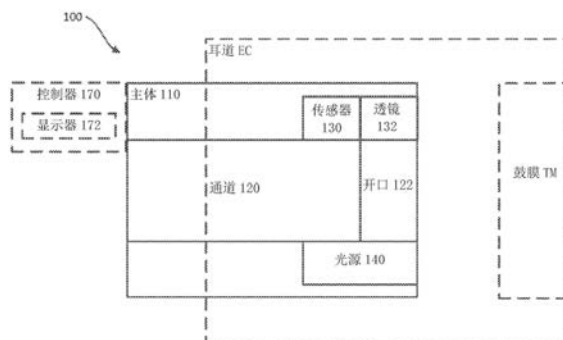 100
耳道 EC
控制器 170
主体 110
显示器 172
传感器
130
透镜
132
通道 120
开口 122
鼓膜 TM
光源 140